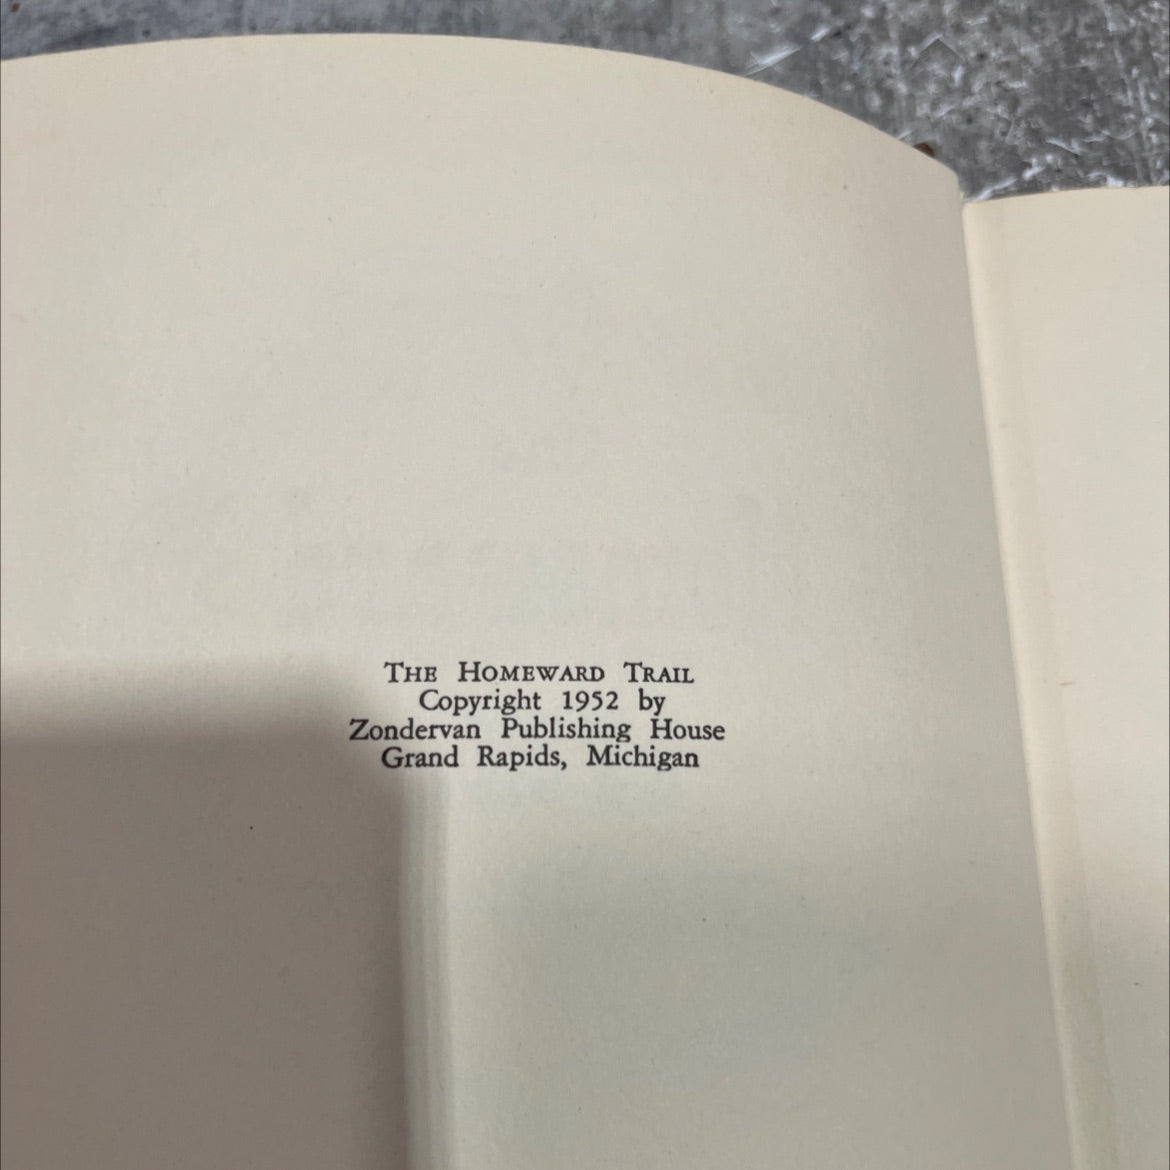 THE HOMEWARD TRAIL
Copyright 1952 by
Zondervan Publishing House
Grand Rapids, Michigan